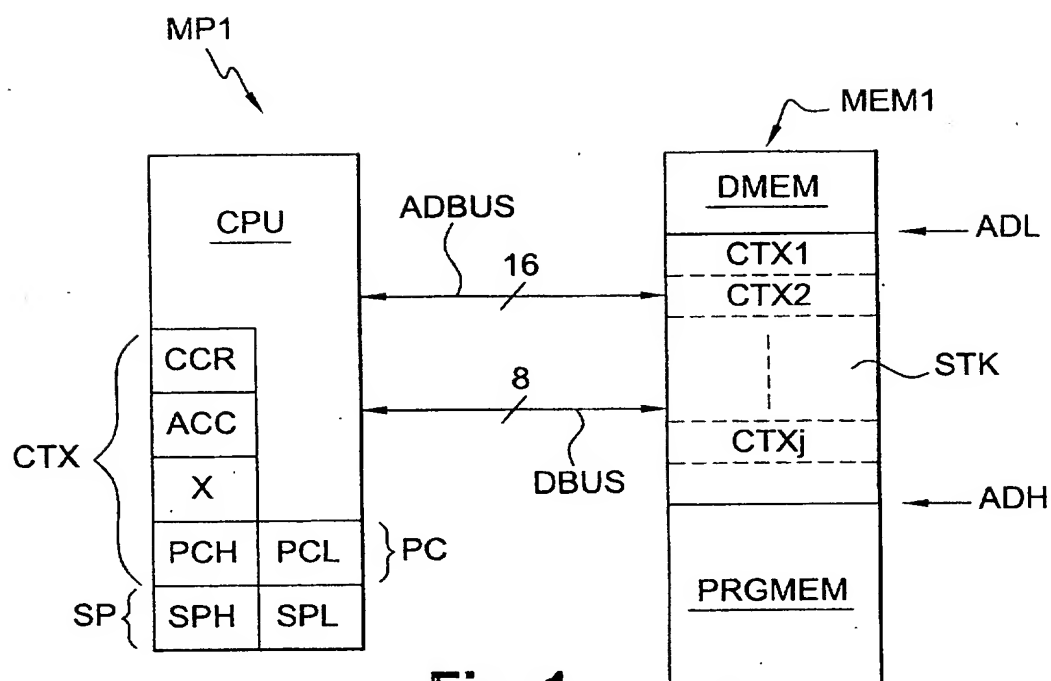 MP1
MEM1
CPU
ADBUS
16
DMEM
ADL
CTX1
CTX2
CCR
ACC
X
CTX
8
DBUS
STK
CTXj
ADH
PCH PCL
PC
SP
SPH SPL
PRGMEM